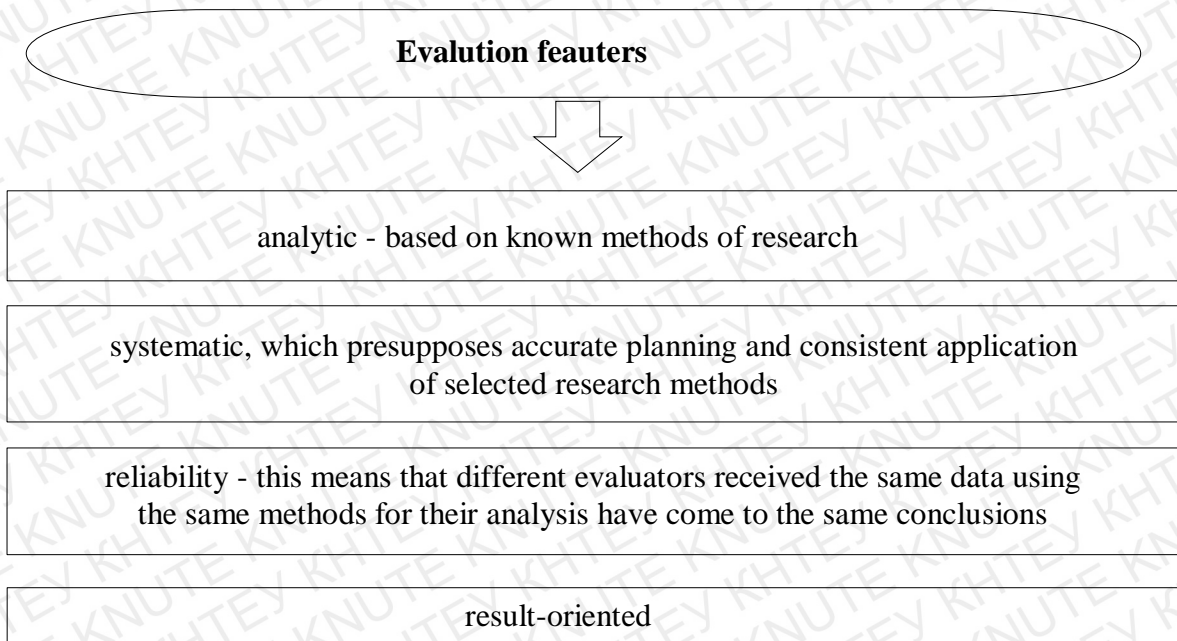 Evalution feauters
analytic - based on known methods of research
systematic, which presupposes accurate planning and consistent application
of selected research methods
reliability - this means that different evaluators received the same data using
the same methods for their analysis have come to the same conclusions
result-oriented